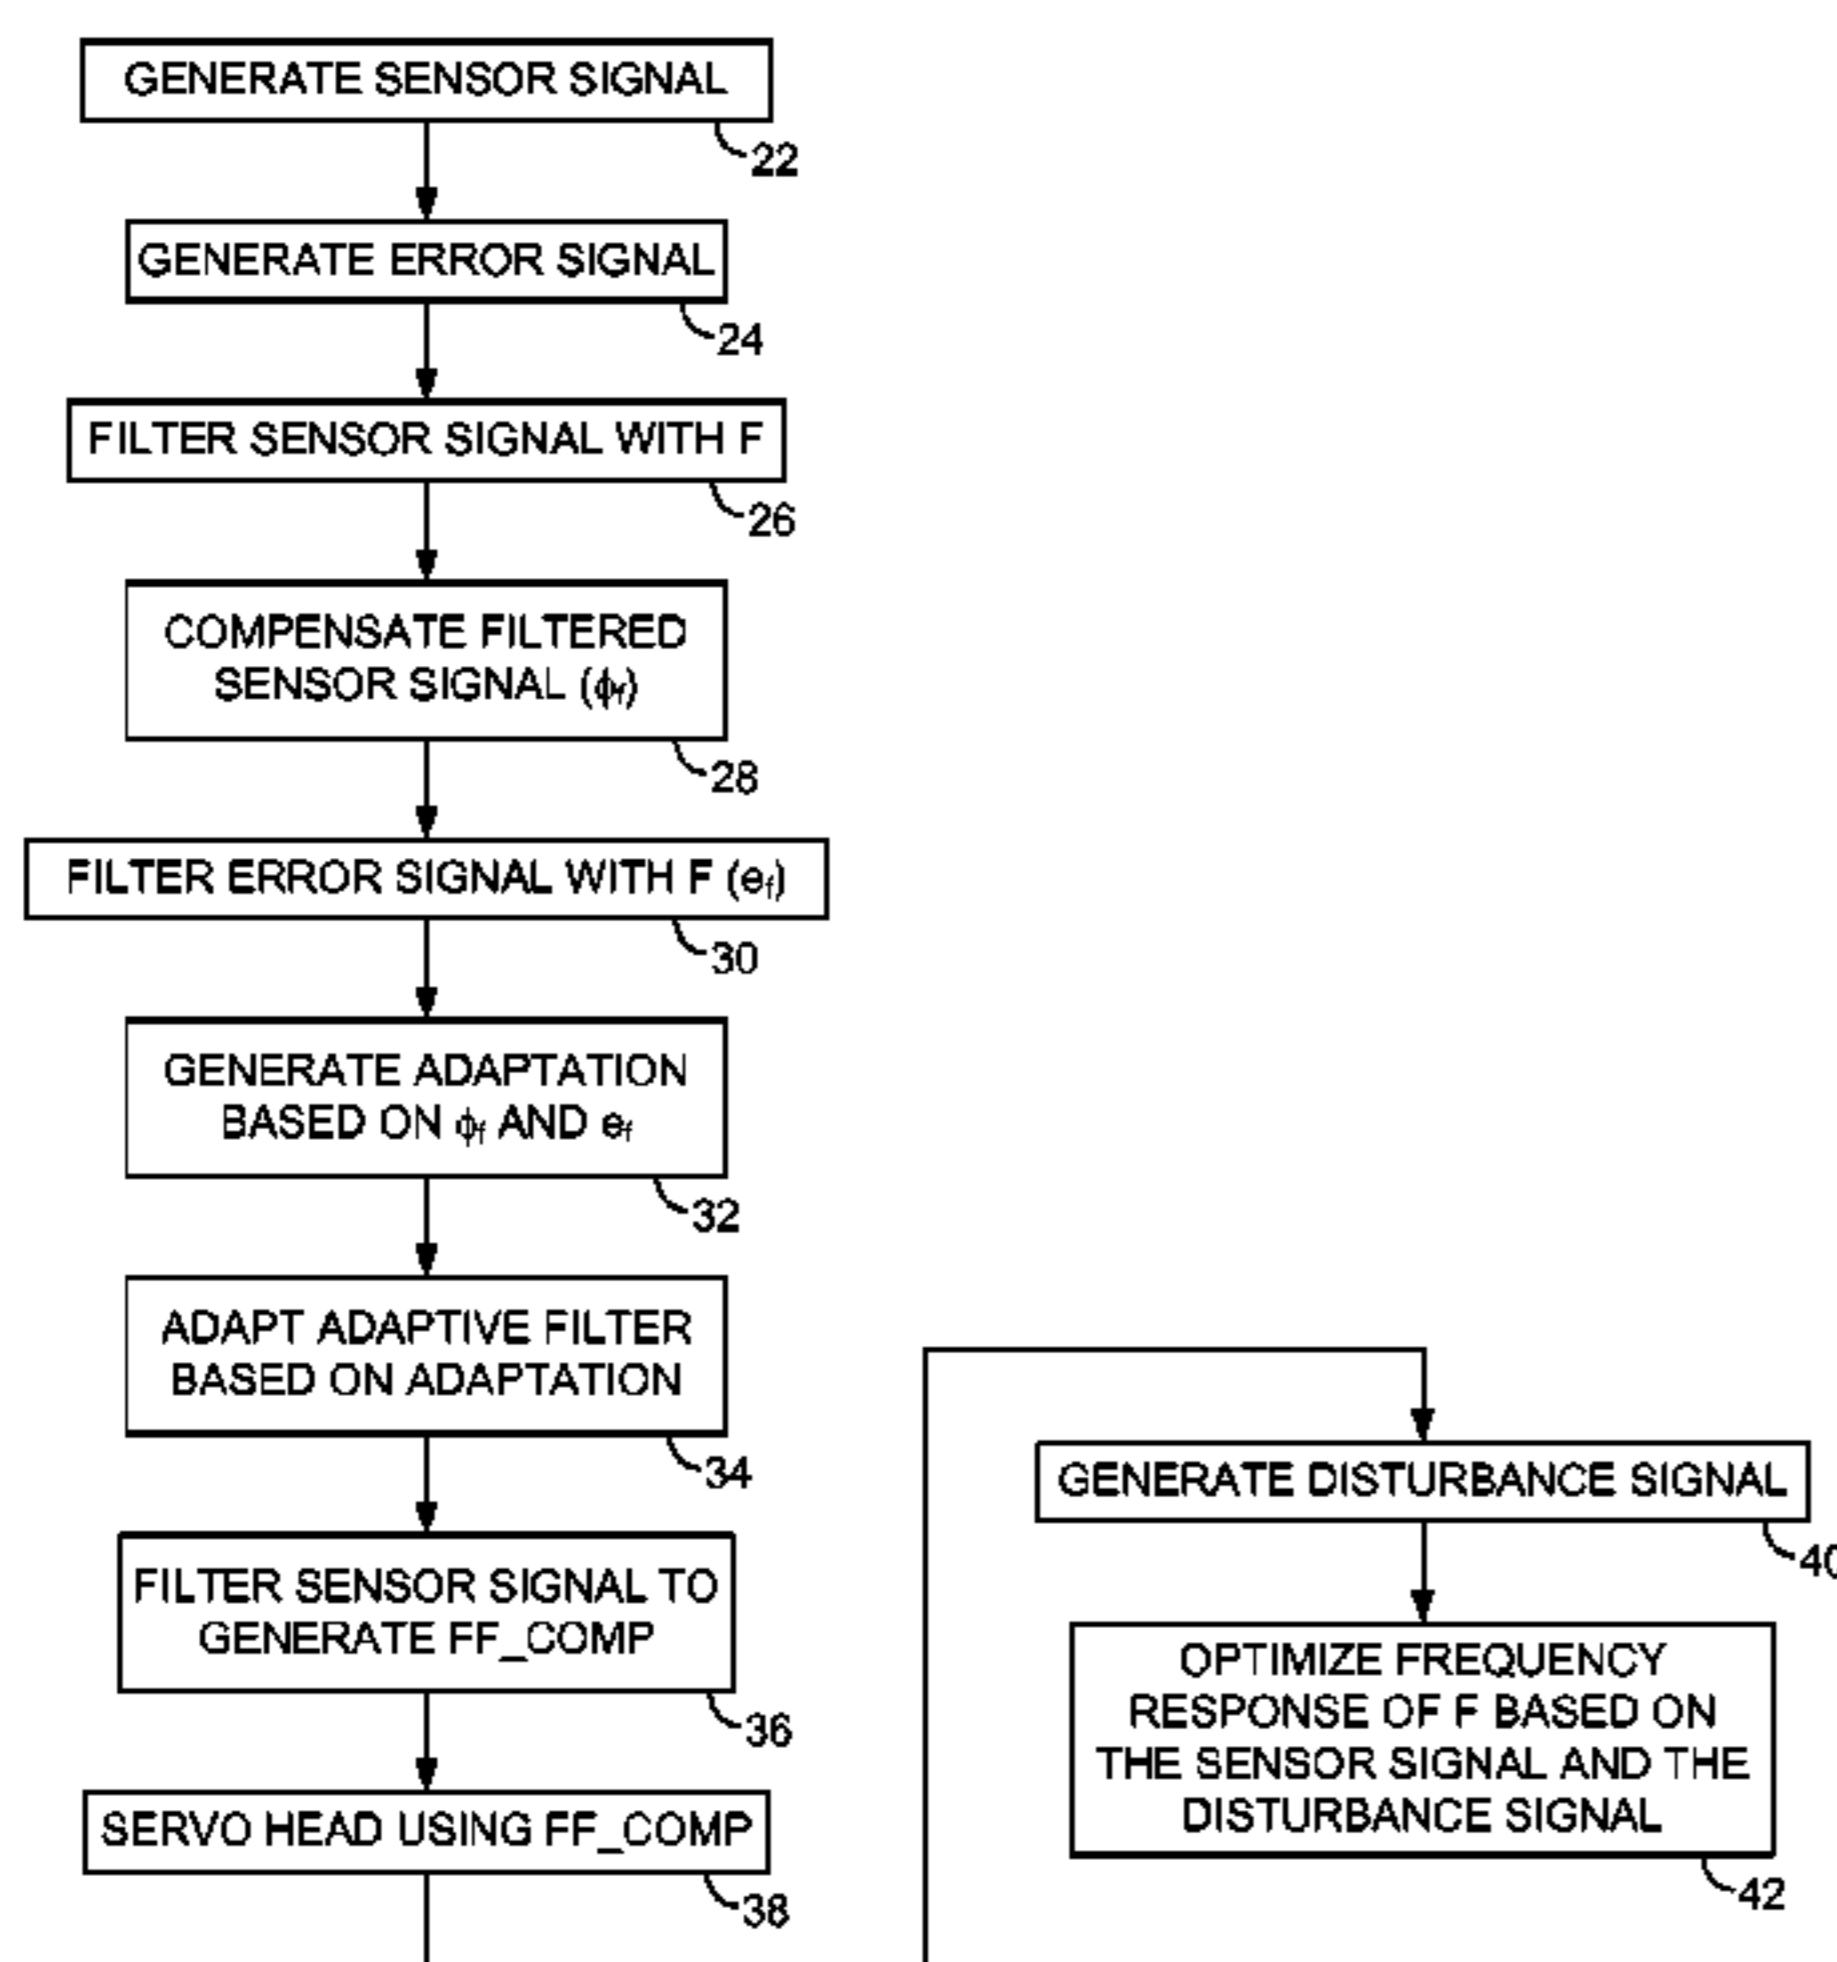 GENERATE SENSOR SIGNAL
22
GENERATE ERROR SIGNAL
24
FILTER SENSOR SIGNAL WITH F
26
COMPENSATE FILTERED
SENSOR SIGNAL (ϕf)
28
FILTER ERROR SIGNAL WITH F (ef)
30
GENERATE ADAPTATION
BASED ON ϕf AND ef
32
ADAPT ADAPTIVE FILTER
BASED ON ADAPTATION
34
FILTER SENSOR SIGNAL TO
GENERATE FF_COMP
36
SERVO HEAD USING FF_COMP
38
GENERATE DISTURBANCE SIGNAL
40
OPTIMIZE FREQUENCY
RESPONSE OF F BASED ON
THE SENSOR SIGNAL AND THE
DISTURBANCE SIGNAL
42